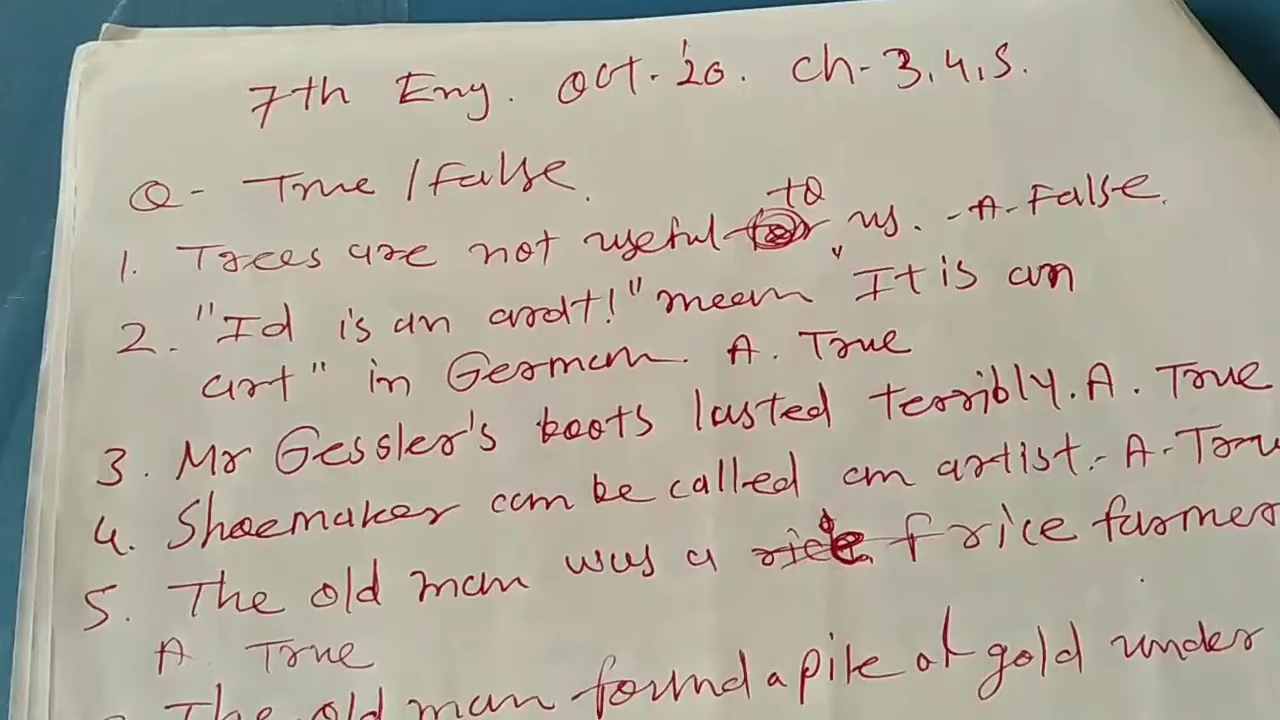 7th Eng. Oct-'20. Ch-3,4,5.
Q- True / False.
1. Trees are not useful to us. - A- False.
2. "Id is an ardt!" mean "It is an
art" in German. A. True
3. Mr Gessler's boots lasted terribly. A. True
4. Shoemaker can be called an artist.- A-Tru
5. The old man was a rice farmer
A. True
The old man found a pile of gold under